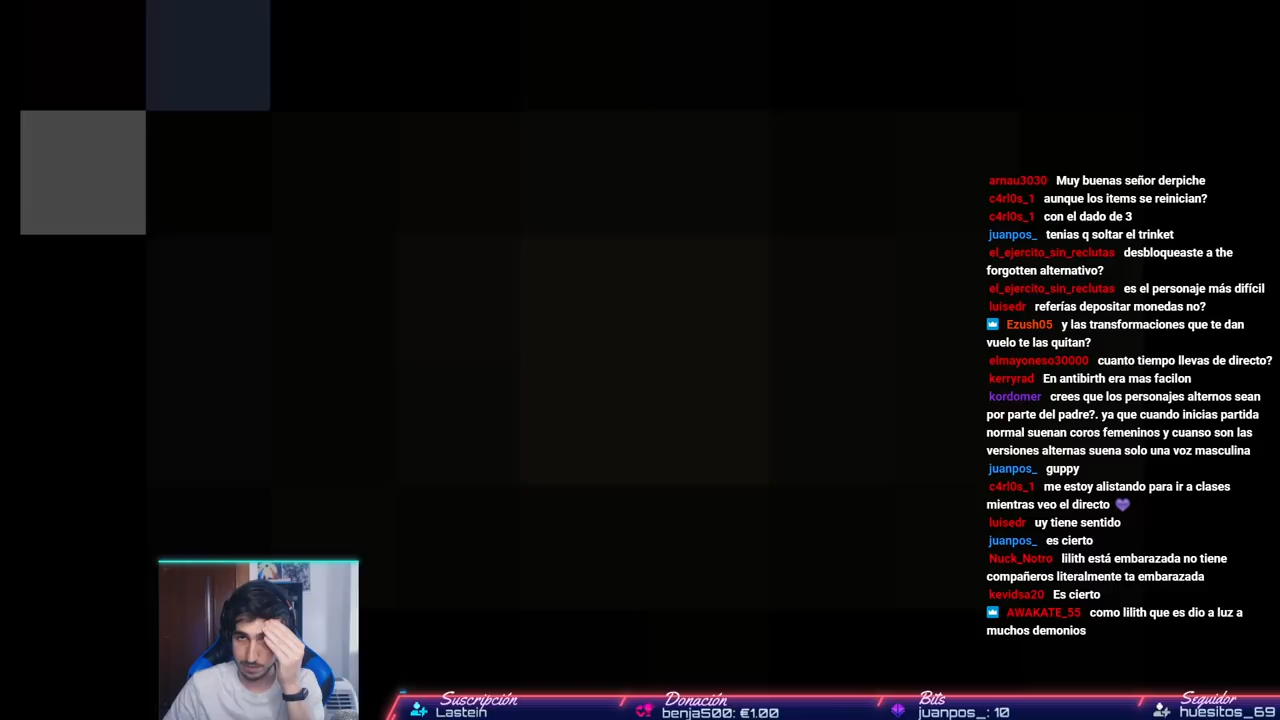 arnau3030 Muy buenas señor derpiche
c4rl0s_1 aunque los items se reinician?
c4rl0s_1 con el dado de 3
juanpos_ tenias q soltar el trinket
el_ejercito_sin_reclutas desbloqueaste a the
forgotten alternativo?
el_ejercito_sin_reclutas es el personaje más difícil
luisedr referías depositar monedas no?
Ezush05 y las transformaciones que te dan
vuelo te las quitan?
elmayoneso30000 cuanto tiempo llevas de directo?
kerryrad En antibirth era mas facilon
kordomer crees que los personajes alternos sean
por parte del padre?. ya que cuando inicias partida
normal suenan coros femeninos y cuanso son las
versiones alternas suena solo una voz masculina
juanpos_ guppy
c4rl0s_1 me estoy alistando para ir a clases
mientras veo el directo 💜
luisedr uy tiene sentido
juanpos_ es cierto
Nuck_Notro lilith está embarazada no tiene
compañeros literalmente ta embarazada
kevidsa20 Es cierto
AWAKATE_55 como lilith que es dio a luz a
muchos demonios
Suscripción
Lastein
Donación
benja500: €1.00
Bits
juanpos_: 10
Seguidor
huesitos_69